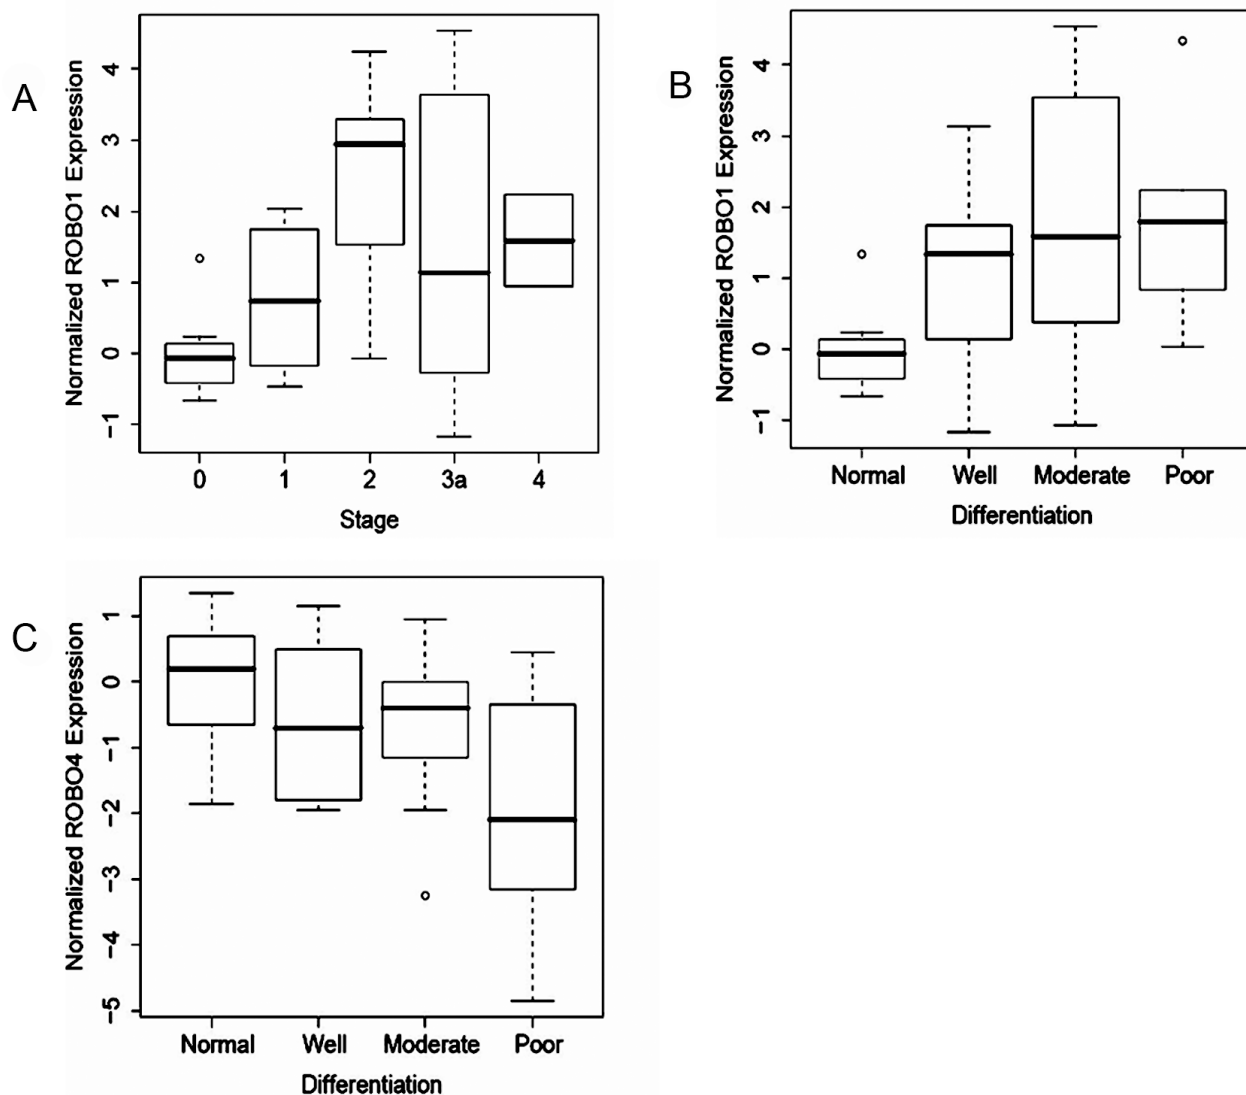 A
Normalized ROBO1 Expression
4
3
2
1
0
−1
0 1 2 3a 4
Stage
B
Normalized ROBO1 Expression
4
3
2
1
0
−1
Normal Well Moderate Poor
Differentiation
C
Normalized ROBO4 Expression
1
0
−1
−2
−3
−4
−5
Normal Well Moderate Poor
Differentiation